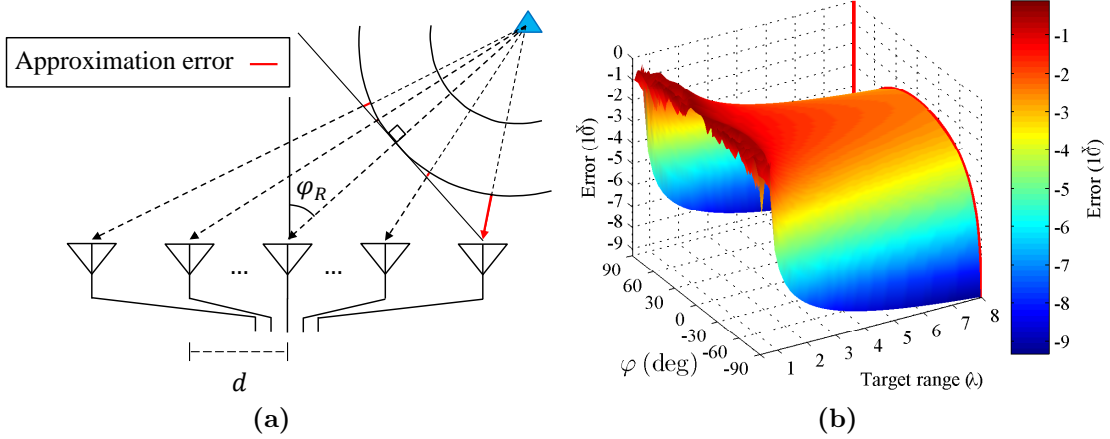 Approximation error
φ_R
... ...
d
(a)
0
-1
-2
-3
-4
-5
-6
-7
-8
-9
Error (10^x)
90
60
30
0
-30
-60
-90
φ (deg)
1 2 3 4 5 6 7 8
Target range (λ)
-1
-2
-3
-4
-5
-6
-7
-8
-9
Error (10^x)
(b)